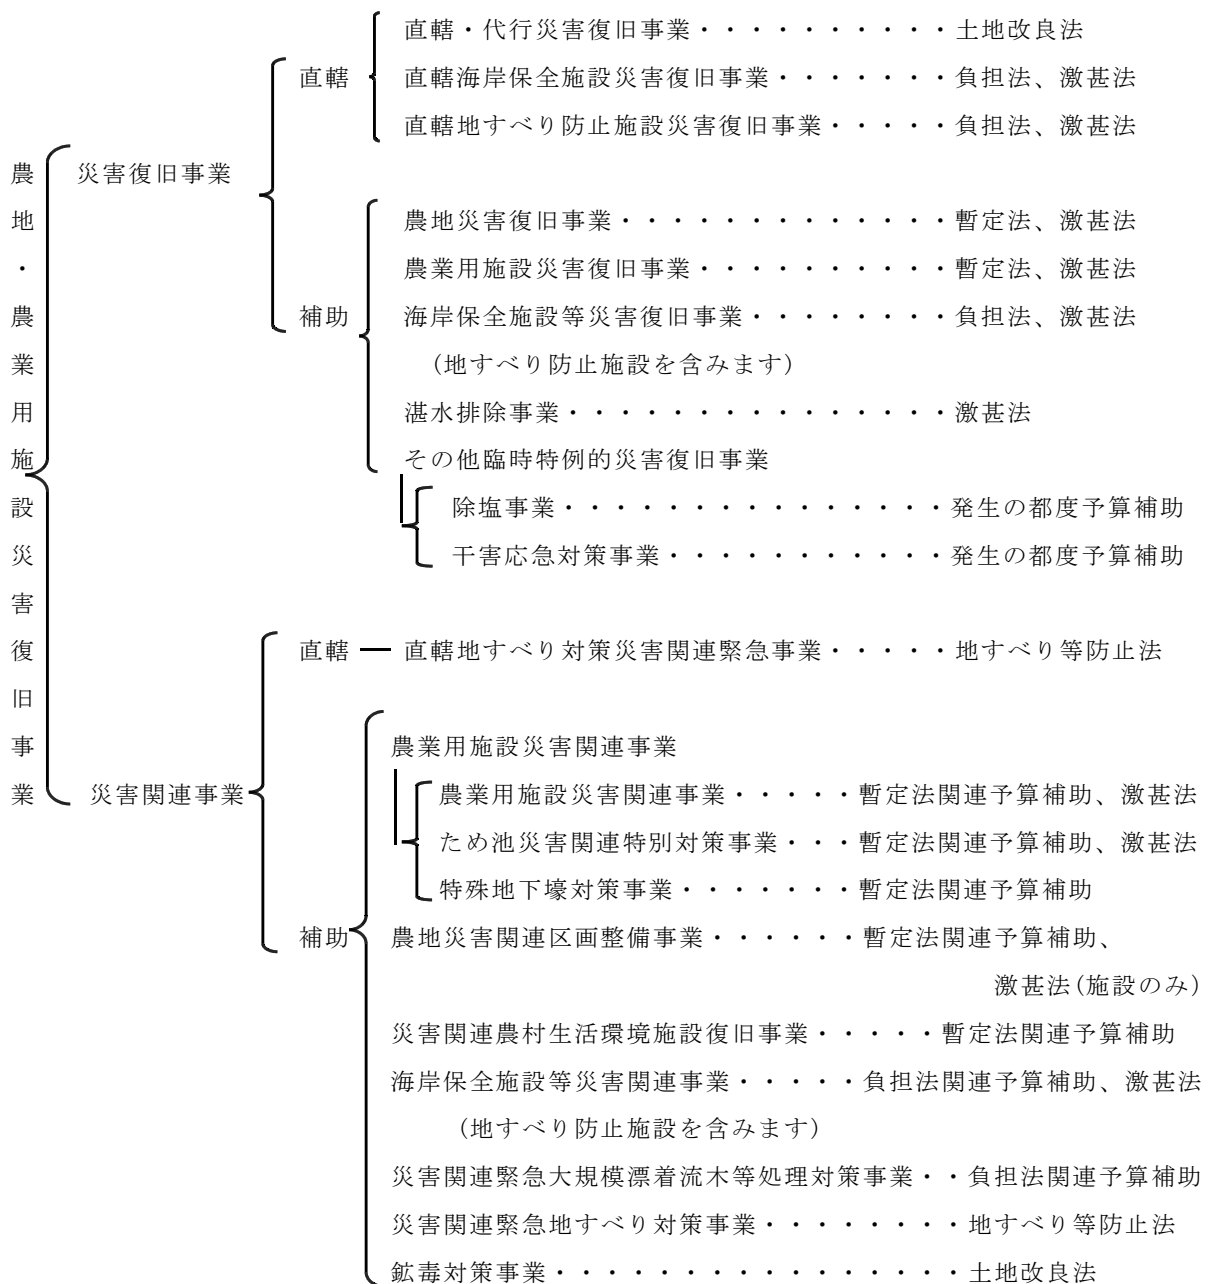 農地・農業用施設災害復旧事業
災害復旧事業
直轄
直轄・代行災害復旧事業・・・・・・・・・・土地改良法
直轄海岸保全施設災害復旧事業・・・・・・・負担法、激甚法
直轄地すべり防止施設災害復旧事業・・・・・負担法、激甚法
補助
農地災害復旧事業・・・・・・・・・・・・・暫定法、激甚法
農業用施設災害復旧事業・・・・・・・・・・暫定法、激甚法
海岸保全施設等災害復旧事業・・・・・・・・負担法、激甚法
(地すべり防止施設を含みます)
湛水排除事業・・・・・・・・・・・・・・・激甚法
その他臨時特例的災害復旧事業
除塩事業・・・・・・・・・・・・・・・発生の都度予算補助
干害応急対策事業・・・・・・・・・・・発生の都度予算補助
災害関連事業
直轄
直轄地すべり対策災害関連緊急事業・・・・・地すべり等防止法
補助
農業用施設災害関連事業
農業用施設災害関連事業・・・・・暫定法関連予算補助、激甚法
ため池災害関連特別対策事業・・・暫定法関連予算補助、激甚法
特殊地下壕対策事業・・・・・・・暫定法関連予算補助
農地災害関連区画整備事業・・・・・・暫定法関連予算補助、
激甚法(施設のみ)
災害関連農村生活環境施設復旧事業・・・・・暫定法関連予算補助
海岸保全施設等災害関連事業・・・・・負担法関連予算補助、激甚法
(地すべり防止施設を含みます)
災害関連緊急大規模漂着流木等処理対策事業・・負担法関連予算補助
災害関連緊急地すべり対策事業・・・・・・・・地すべり等防止法
鉱毒対策事業・・・・・・・・・・・・・・・・土地改良法